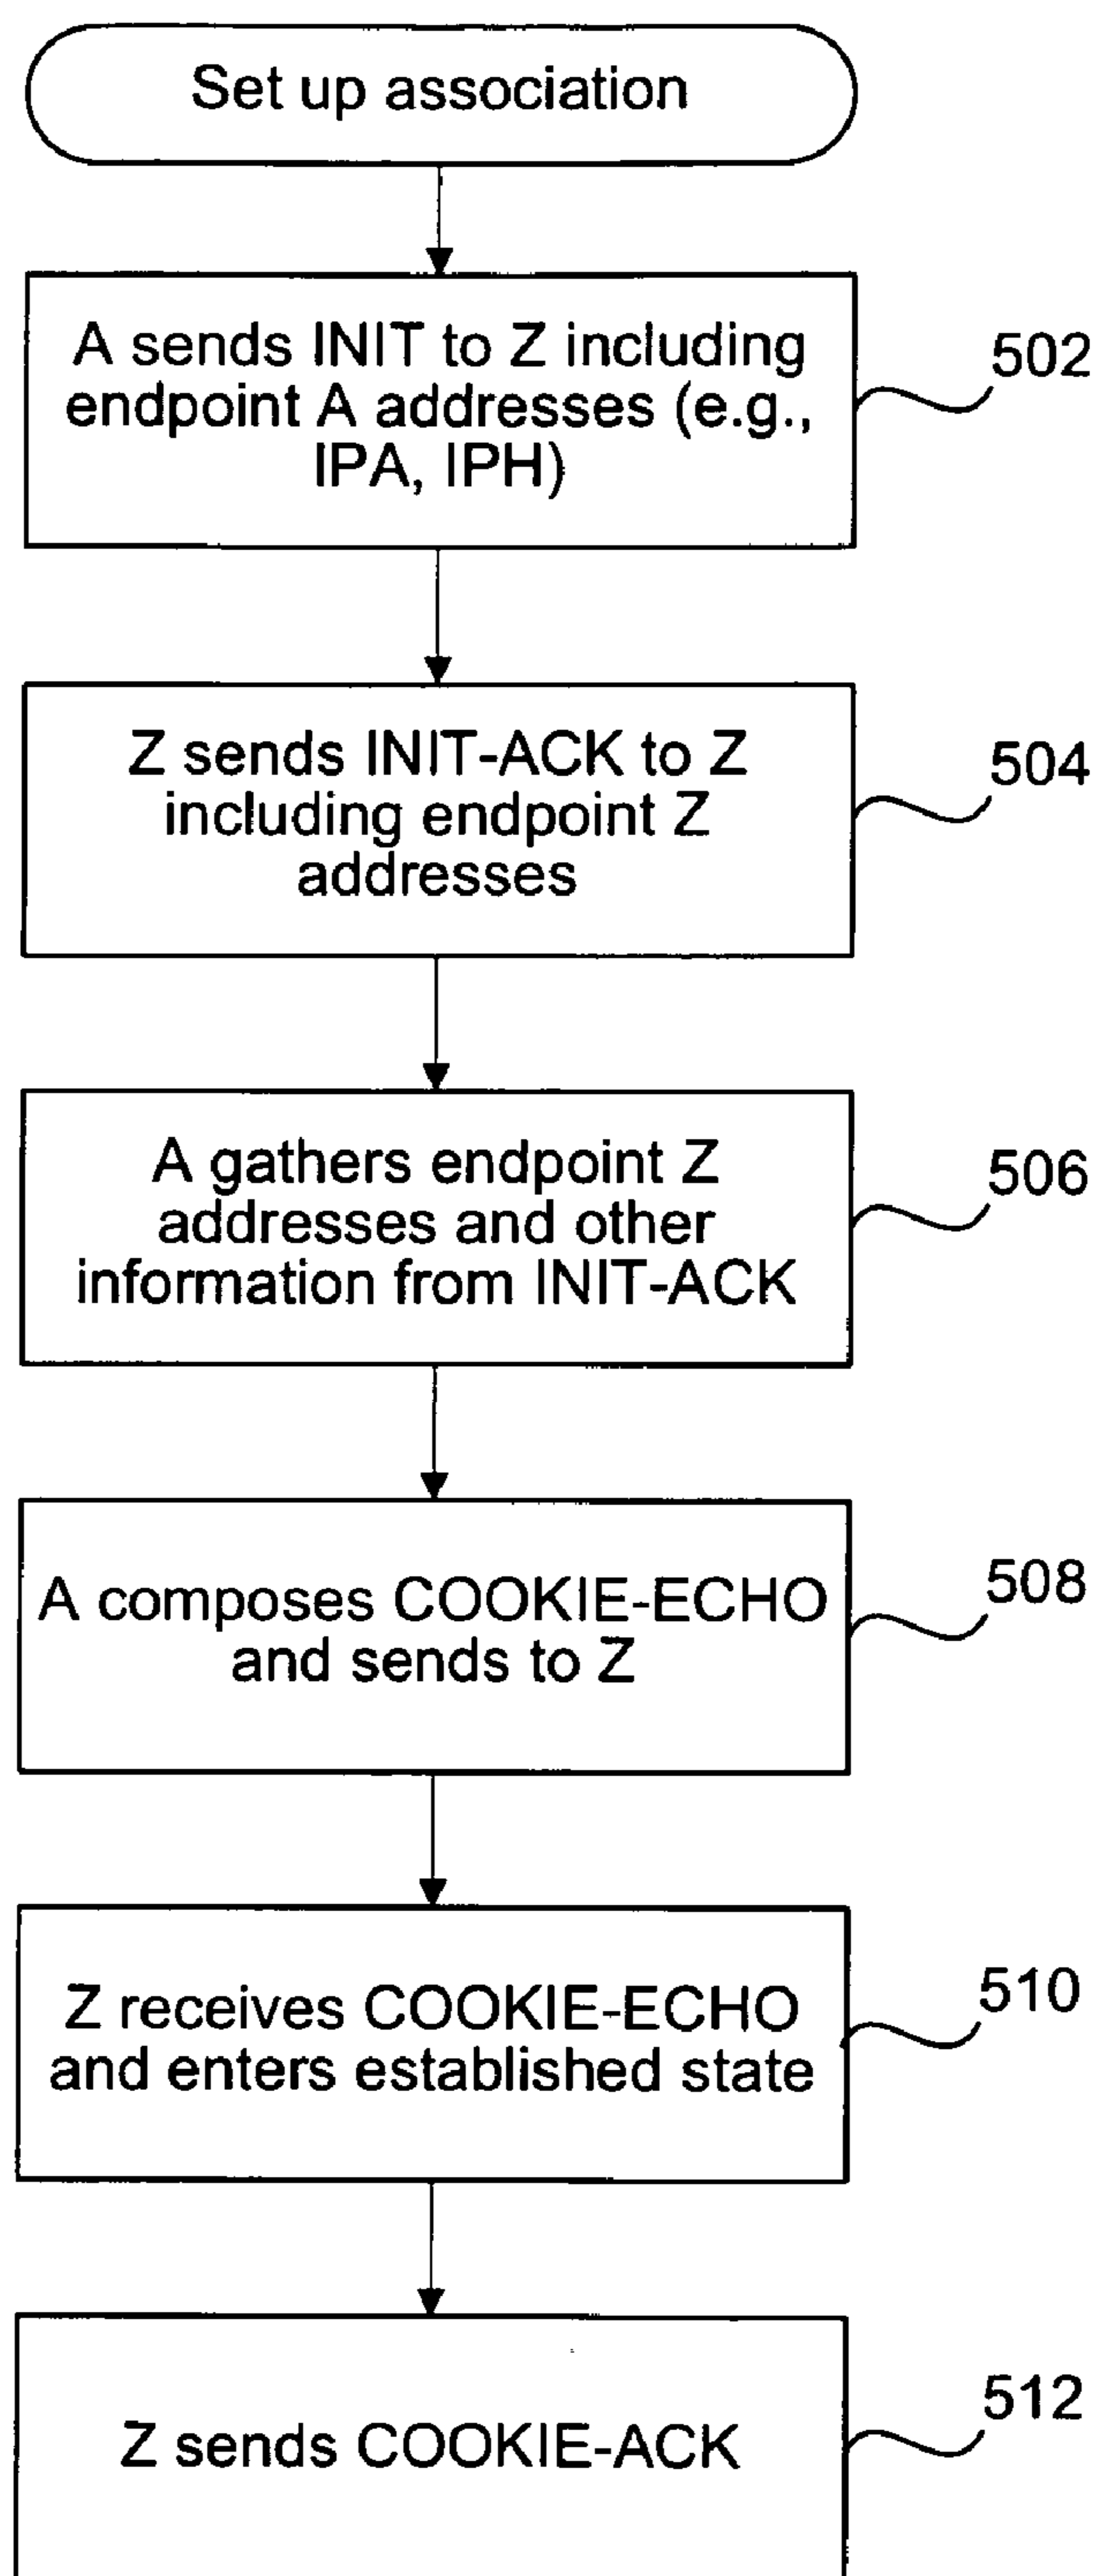 Set up association
A sends INIT to Z including
endpoint A addresses (e.g.,
IPA, IPH)
502
Z sends INIT-ACK to Z
including endpoint Z
addresses
504
A gathers endpoint Z
addresses and other
information from INIT-ACK
506
A composes COOKIE-ECHO
and sends to Z
508
Z receives COOKIE-ECHO
and enters established state
510
Z sends COOKIE-ACK
512